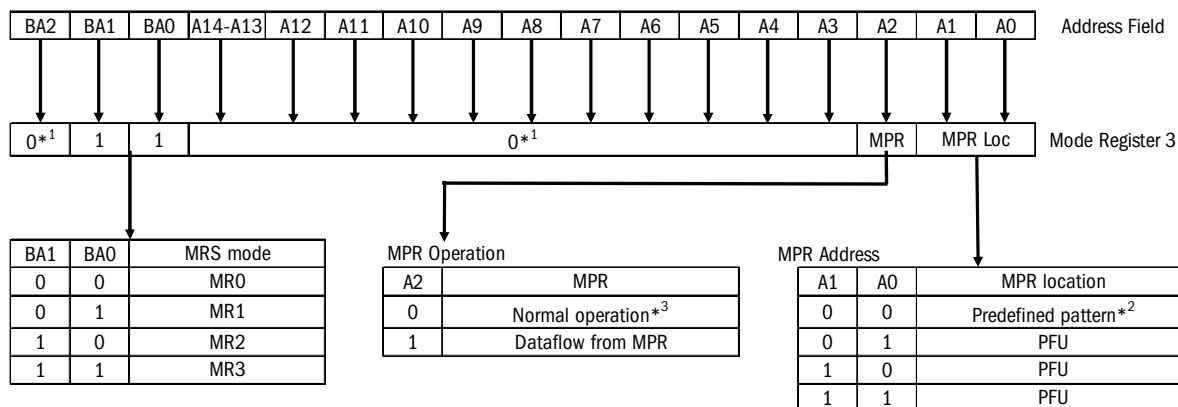 BA2 BA1 BA0 A14-A13 A12 A11 A10 A9 A8 A7 A6 A5 A4 A3 A2 A1 A0 Address Field
0*1 1 1 0*1 MPR MPR Loc Mode Register 3
BA1 BA0 MRS mode
0 0 MR0
0 1 MR1
1 0 MR2
1 1 MR3
MPR Operation
A2 MPR
0 Normal operation*3
1 Dataflow from MPR
MPR Address
A1 A0 MPR location
0 0 Predefined pattern*2
0 1 PFU
1 0 PFU
1 1 PFU